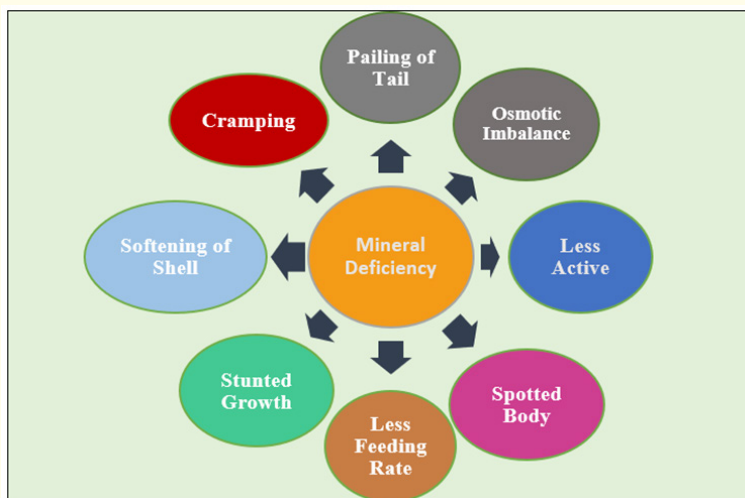 Pailing of
Tail
Osmotic
Imbalance
Cramping
Mineral
Deficiency
Softening of
Shell
Less
Active
Stunted
Growth
Spotted
Body
Less
Feeding
Rate